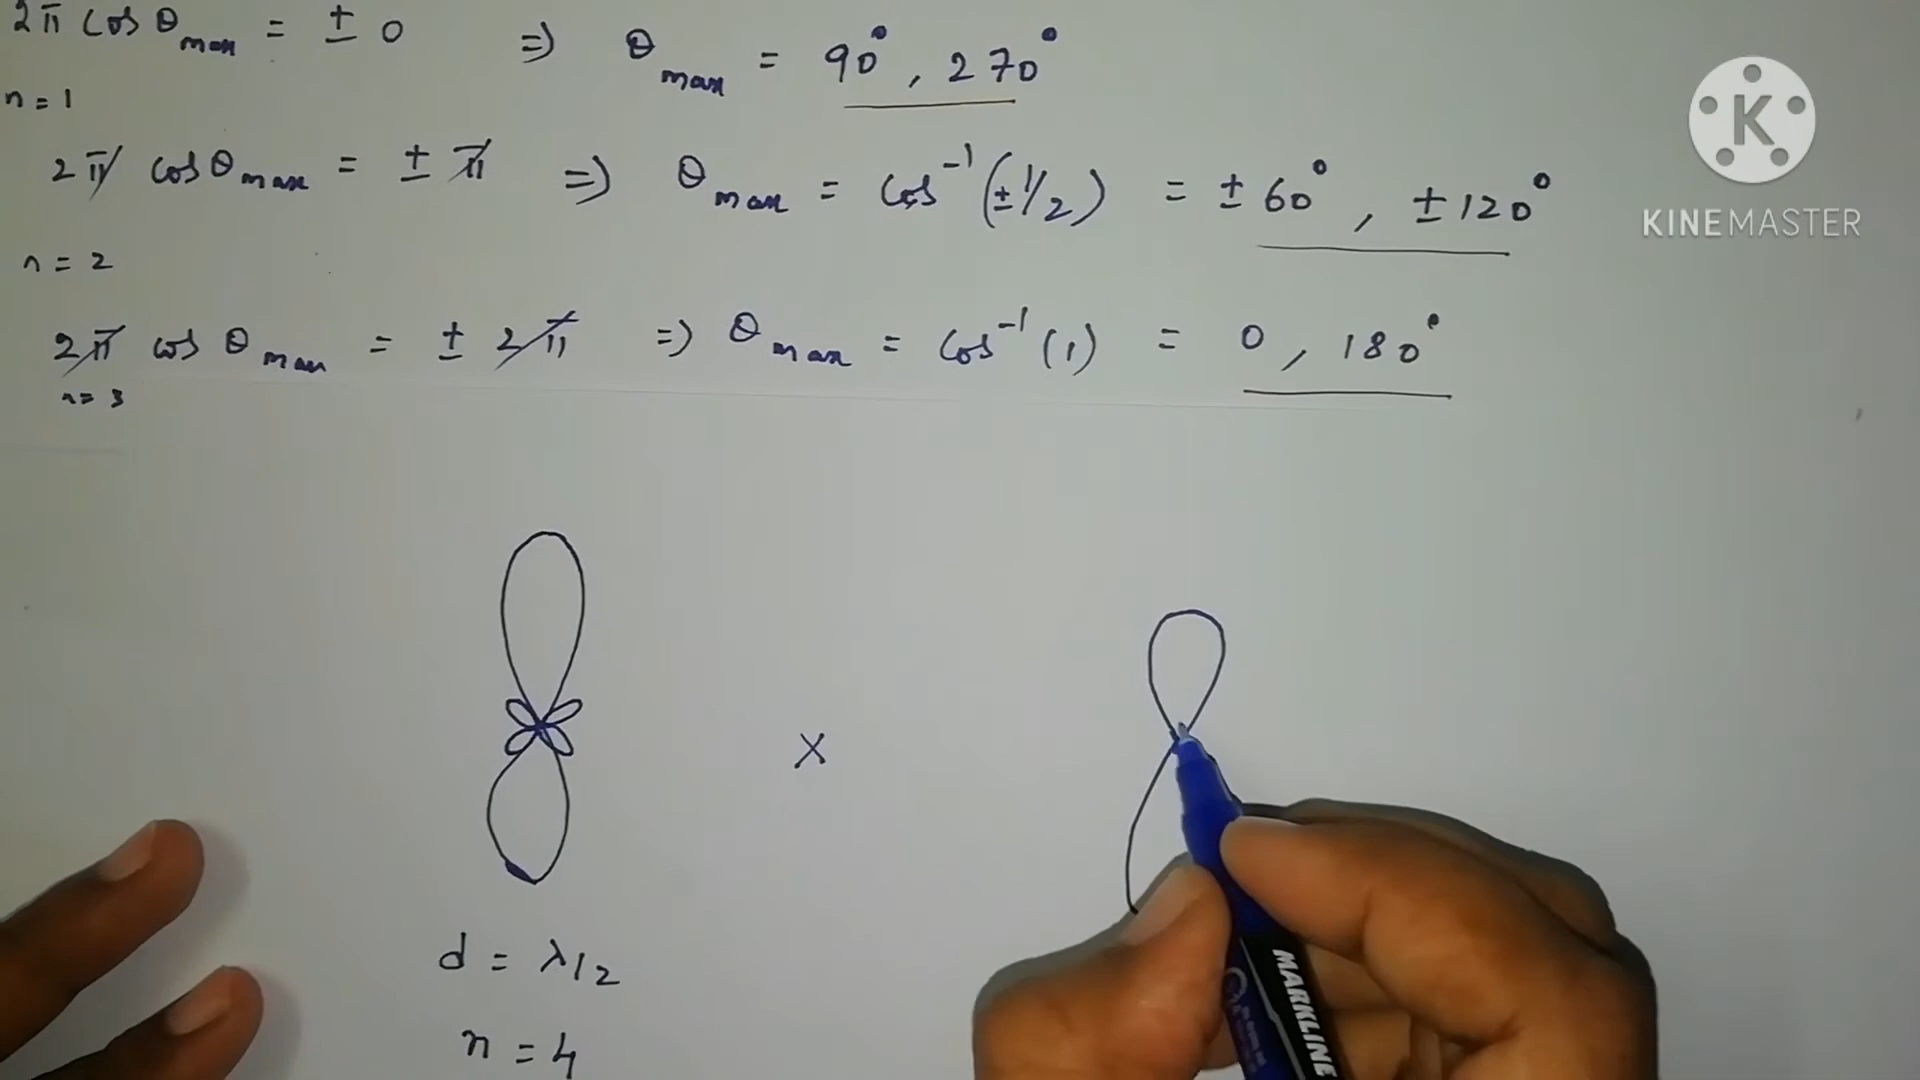 2π cos θmax = ± 0 => θmax = 90°, 270°
n = 1
2π cos θmax = ± π => θmax = cos⁻¹(±1/2) = ± 60°, ± 120°
n = 2
2π cos θmax = ± 2π => θmax = cos⁻¹(1) = 0, 180°
n = 3
X
d = λ/2
n = 4
K
KINEMASTER
MARKLINE